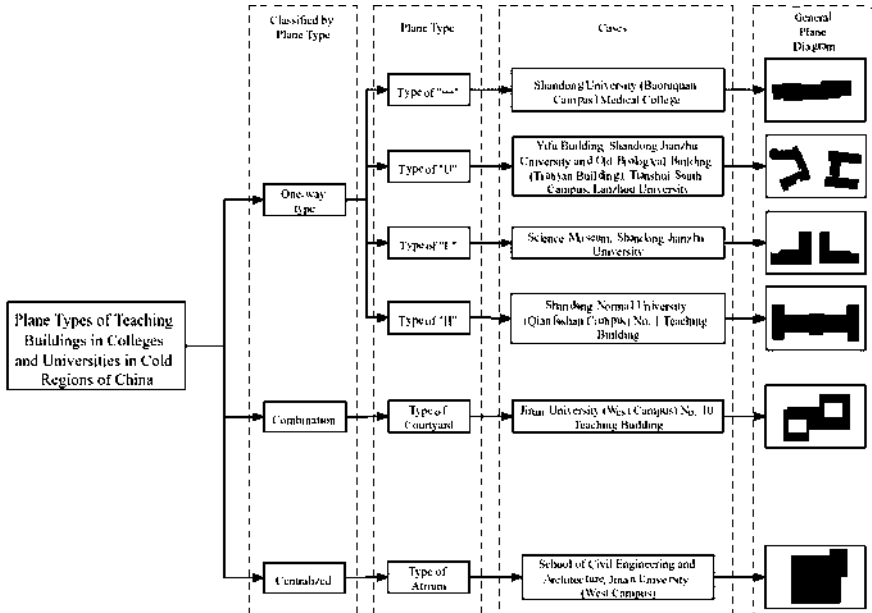 Classified by
Plane Type
Plane Type
Cases
General
Plane
Diagram
Type of "一"
Shandong University (Baotuquan
Campus) Medical College
Type of "U"
Yifu Building, Shandong Jianzhu
University and Old Biological Building
(Tianyan Building), Tianshui South
Campus, Lanzhou University
One-way
type
Type of "L"
Science Museum, Shandong Jianzhu
University
Type of "H"
Shandong Normal University
(Qianfoshan Campus) No. 1 Teaching
Building
Plane Types of Teaching
Buildings in Colleges
and Universities in Cold
Regions of China
Combination
Type of
Courtyard
Jinan University (West Campus) No. 10
Teaching Building
Centralized
Type of
Atrium
School of Civil Engineering and
Architecture, Jinan University
(West Campus)